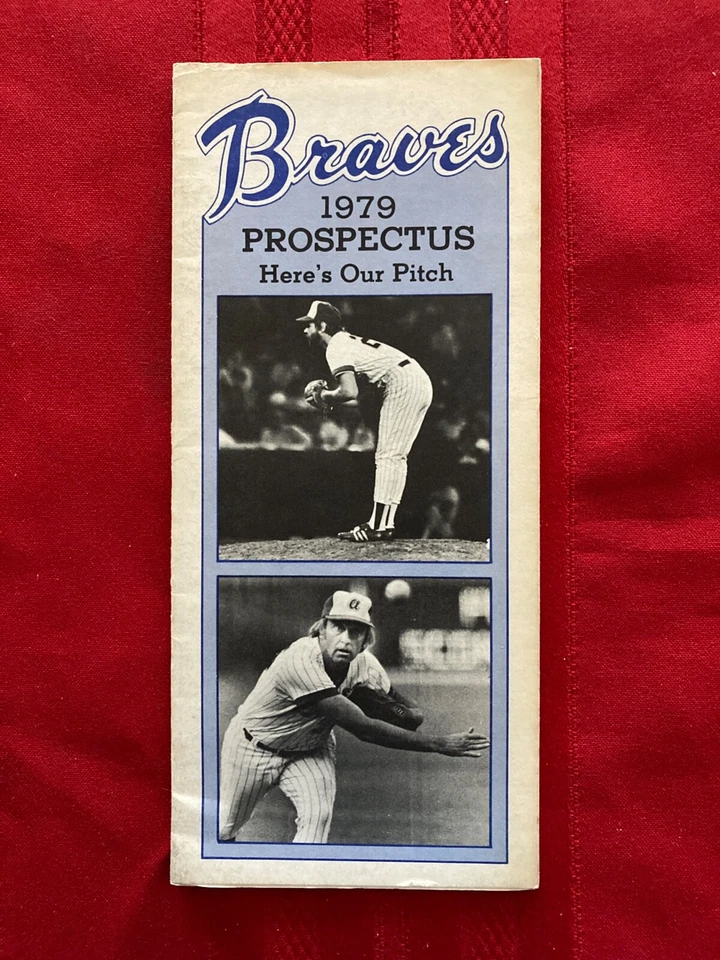 Braves
1979
PROSPECTUS
Here's Our Pitch
a